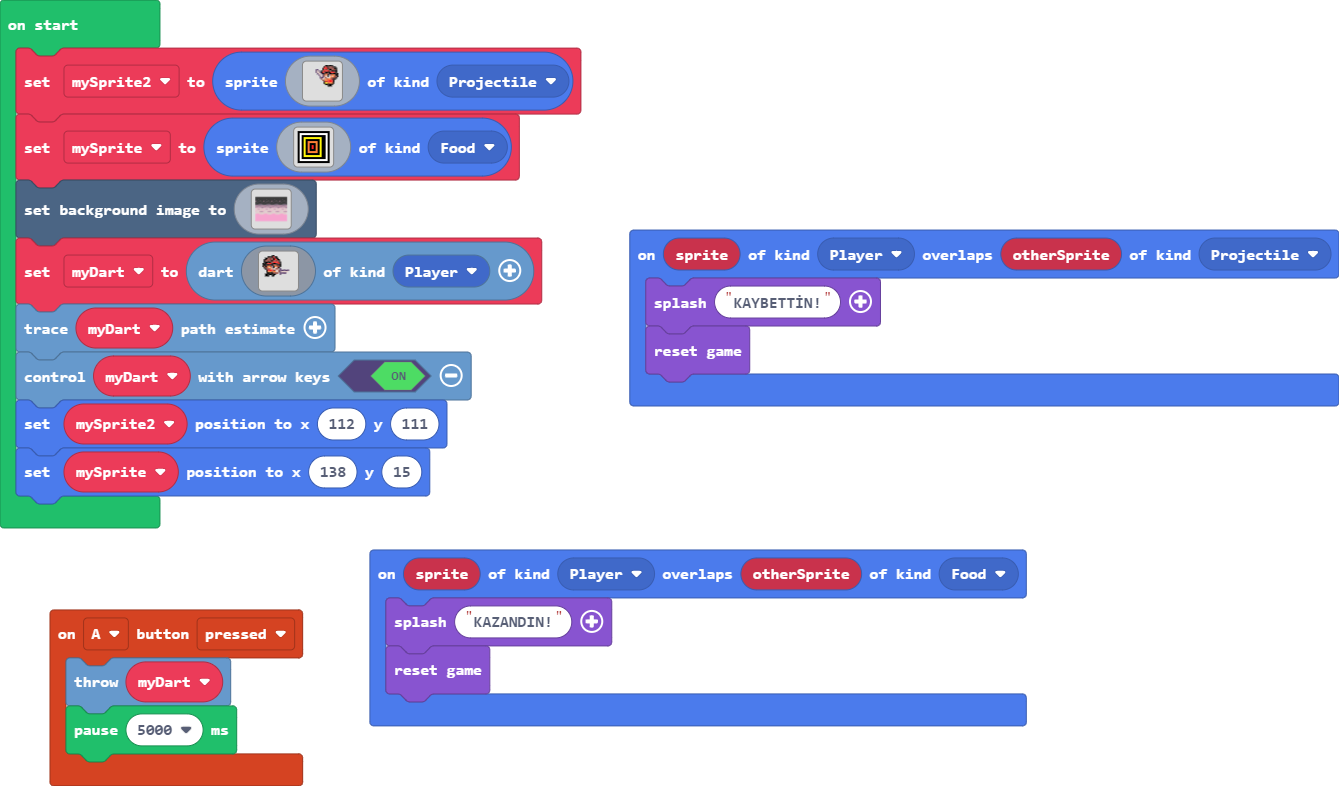 on start
set mySprite2 to sprite of kind Projectile
set mySprite to sprite of kind Food
set background image to
set myDart to dart of kind Player
trace myDart path estimate
control myDart with arrow keys ON
set mySprite2 position to x 112 y 111
set mySprite position to x 138 y 15
on sprite of kind Player overlaps otherSprite of kind Projectile
splash "KAYBETTİN!"
reset game
on sprite of kind Player overlaps otherSprite of kind Food
splash "KAZANDIN!"
reset game
on A button pressed
throw myDart
pause 5000 ms